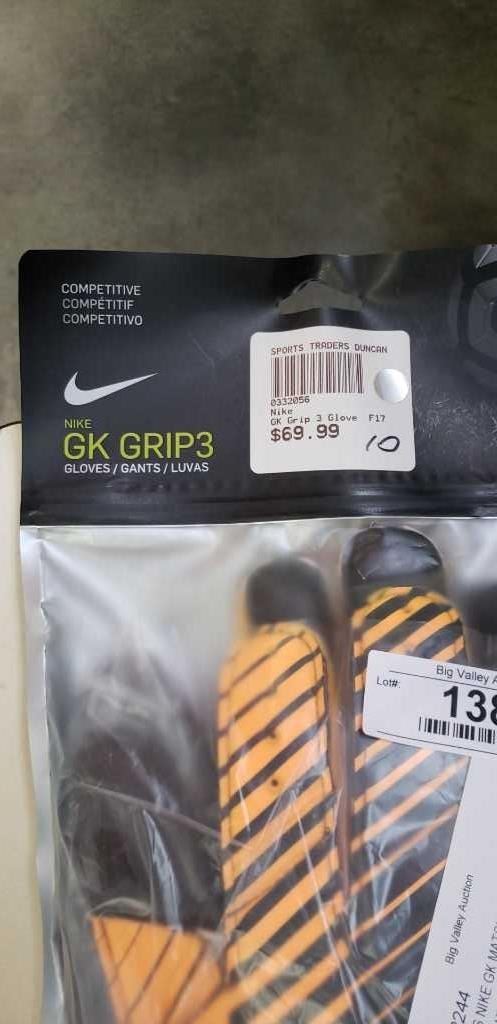 COMPETITIVE
COMPÉTITIF
COMPETITIVO
NIKE
GK GRIP3
GLOVES / GANTS / LUVAS
SPORTS TRADERS DUNCAN
0332056
Nike
GK Grip 3 Glove F17
$69.99
10
Big Valley
Lot#:
138
Big Valley Auction
244
NIKE GK